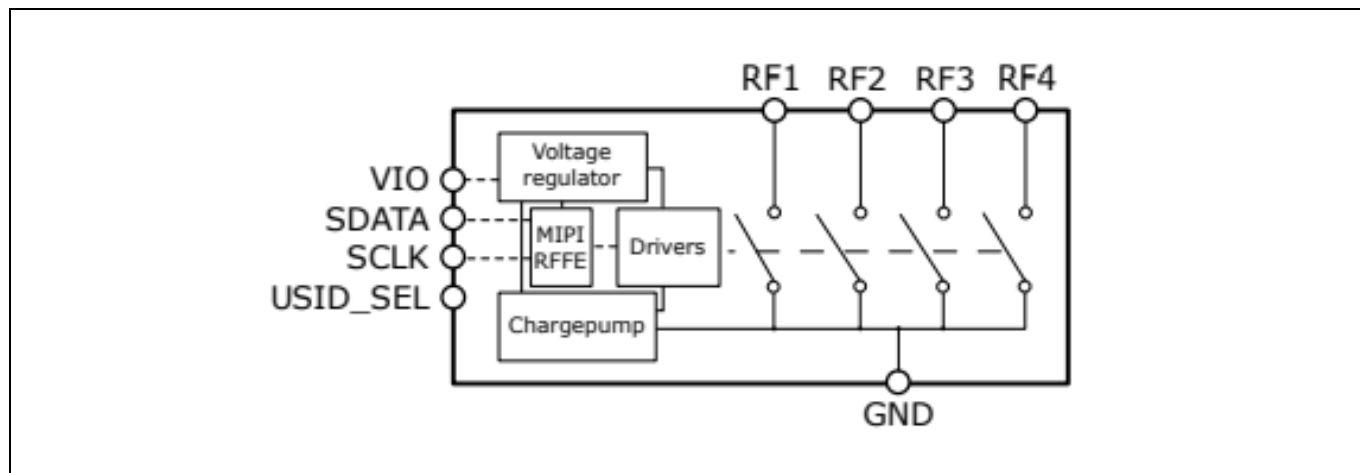 RF1 RF2 RF3 RF4
Voltage
regulator
VIO
SDATA
SCLK
USID_SEL
MIPI
RFFE
Drivers
Chargepump
GND